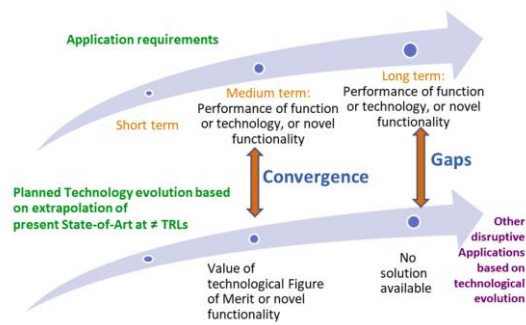 Application requirements
Short term
Medium term:
Performance of function
or technology, or novel
functionality
Long term:
Performance of function
or technology, or novel
functionality
Convergence
Gaps
Planned Technology evolution based
on extrapolation of
present State-of-Art at ≠ TRLs
Value of
technological Figure
of Merit or novel
functionality
No
solution
available
Other
disruptive
Applications
based on
technological
evolution